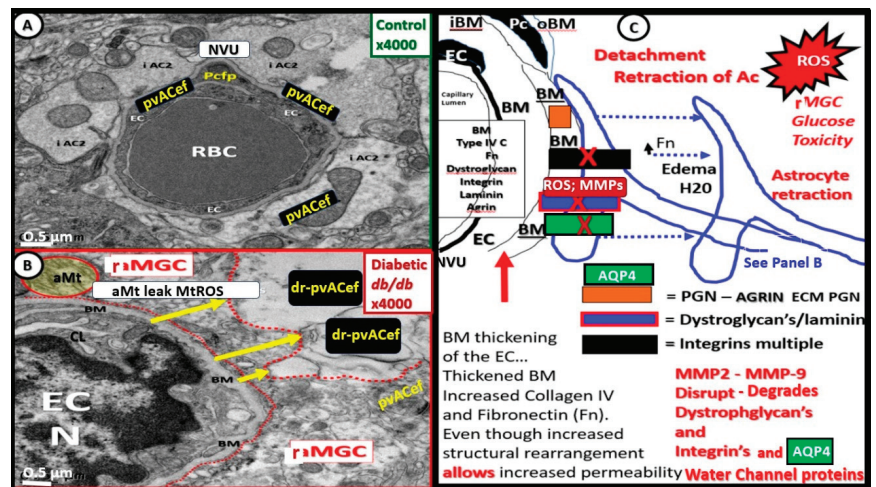 A
NVU
Control
x4000
i AC2
i AC2
Pcfp
pvACef
pvACef
EC
EC
i AC2
i AC2
RBC
pvACef
EC
0.5 µm
B
aMt
rMGC
aMt leak MtROS
Diabetic
db/db
x4000
dr-pvACef
dr-pvACef
BM
CL
BM
EC
N
pvACef
BM
raMGC
0.5 µm
C
iBM
Pc
oBM
EC
BM
BM
Capillary
Lumen
BM
BM
Type IV C
Fn
Dystroglycan
Integrin
Laminin
Agrin
EC
NVU
BM
ROS; MMPs
BM
Detachment
Retraction of Ac
ROS
rMGC
Glucose
Toxicity
Fn
Edema
H20
Astrocyte
retraction
See Panel B
AQP4
= PGN – AGRIN ECM PGN
= Dystroglycan's/laminin
= Integrins multiple
BM thickening
of the EC...
Thickened BM
Increased Collagen IV
and Fibronectin (Fn).
Even though increased
structural rearrangement
allows increased permeability
MMP2 - MMP-9
Disrupt - Degrades
Dystrophglycan's
and
Integrin's and AQP4
Water Channel proteins